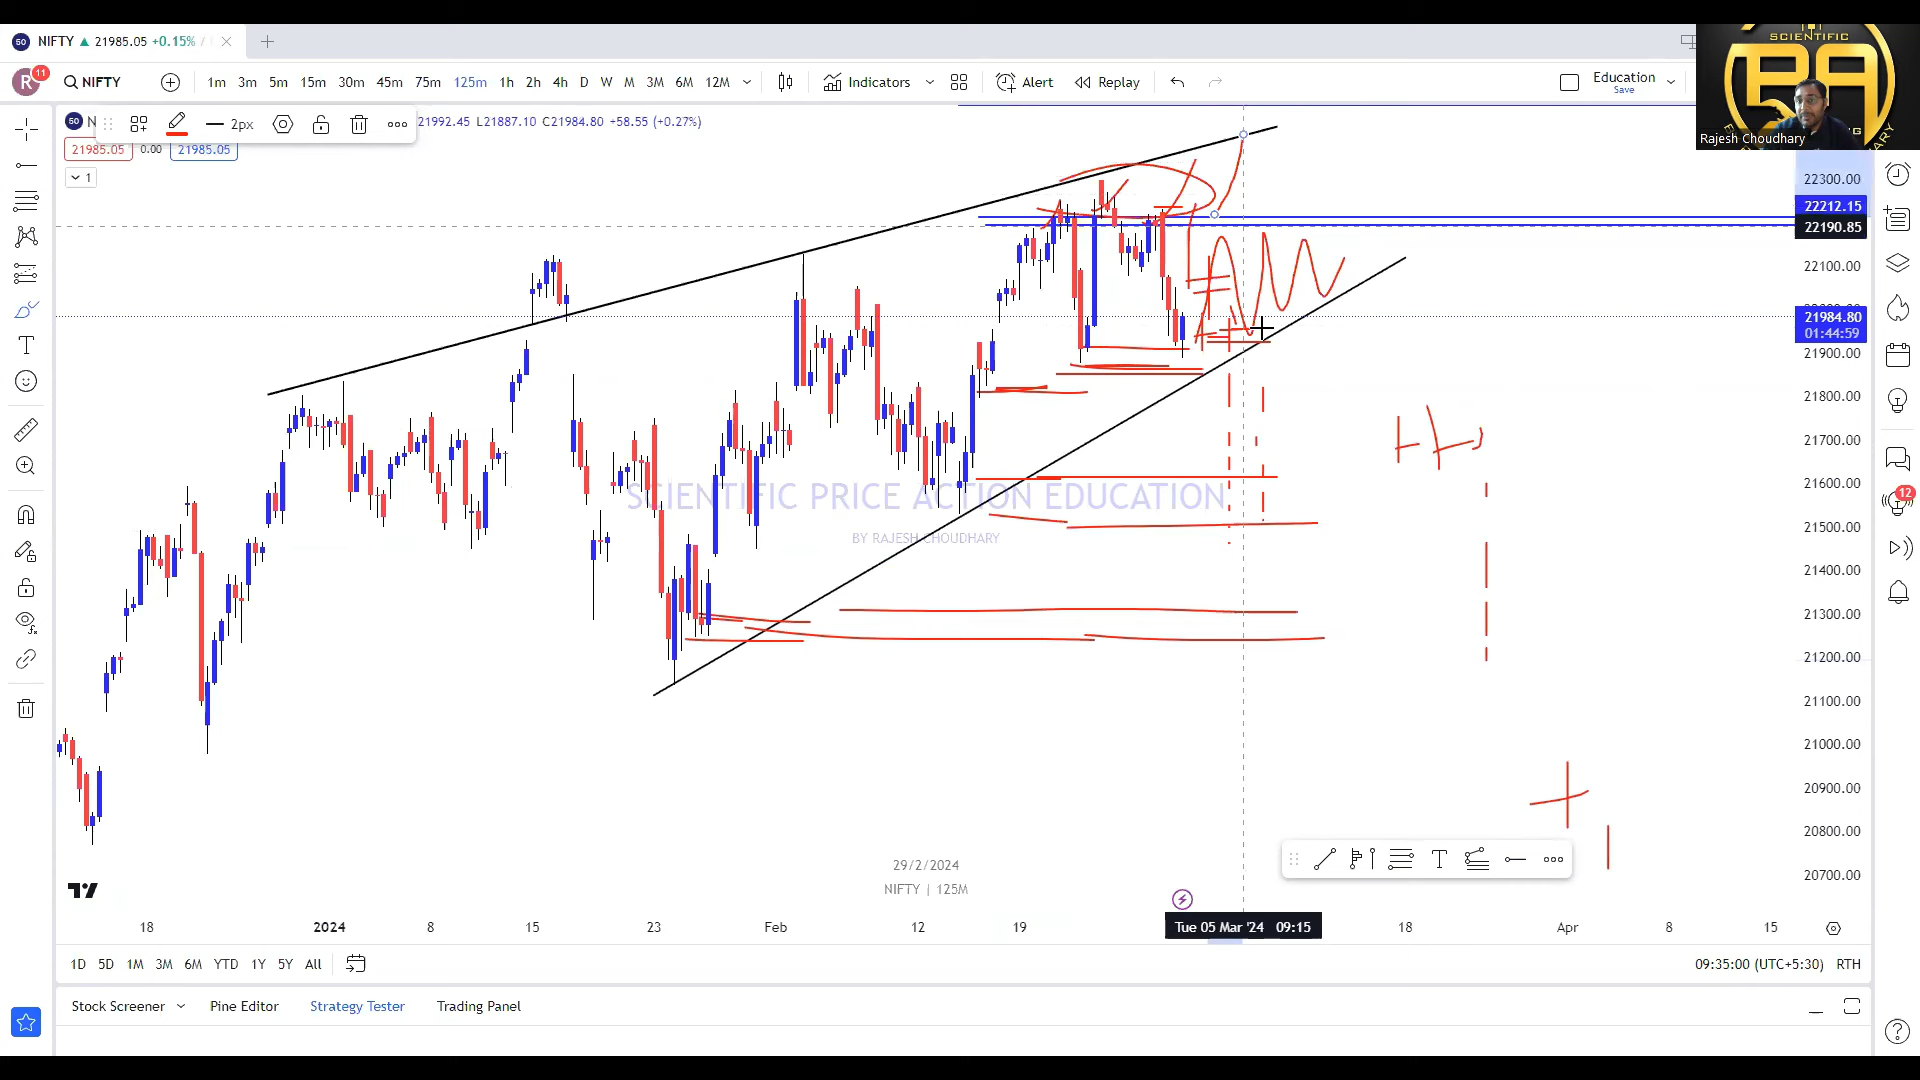 NIFTY ▲ 21985.05 +0.15% /
SCIENTIFIC
R 11 NIFTY 1m 3m 5m 15m 30m 45m 75m 125m 1h 2h 4h D W M 3M 6M 12M Indicators Alert Replay Education
Save
Rajesh Choudhary
2px 21992.45 L21887.10 C21984.80 +58.55 (+0.27%)
21985.05 0.00 21985.05
1
22300.00
22212.15
22190.85
22100.00
21984.80
01:44:59
21900.00
21800.00
21700.00
21600.00
21500.00
21400.00
21300.00
21200.00
21100.00
21000.00
20900.00
20800.00
20700.00
SCIENTIFIC PRICE ACTION EDUCATION
BY RAJESH CHOUDHARY
12
29/2/2024
NIFTY | 125M
18 2024 8 15 23 Feb 12 19 Tue 05 Mar '24 09:15 18 Apr 8 15
1D 5D 1M 3M 6M YTD 1Y 5Y All 09:35:00 (UTC+5:30) RTH
Stock Screener Pine Editor Strategy Tester Trading Panel